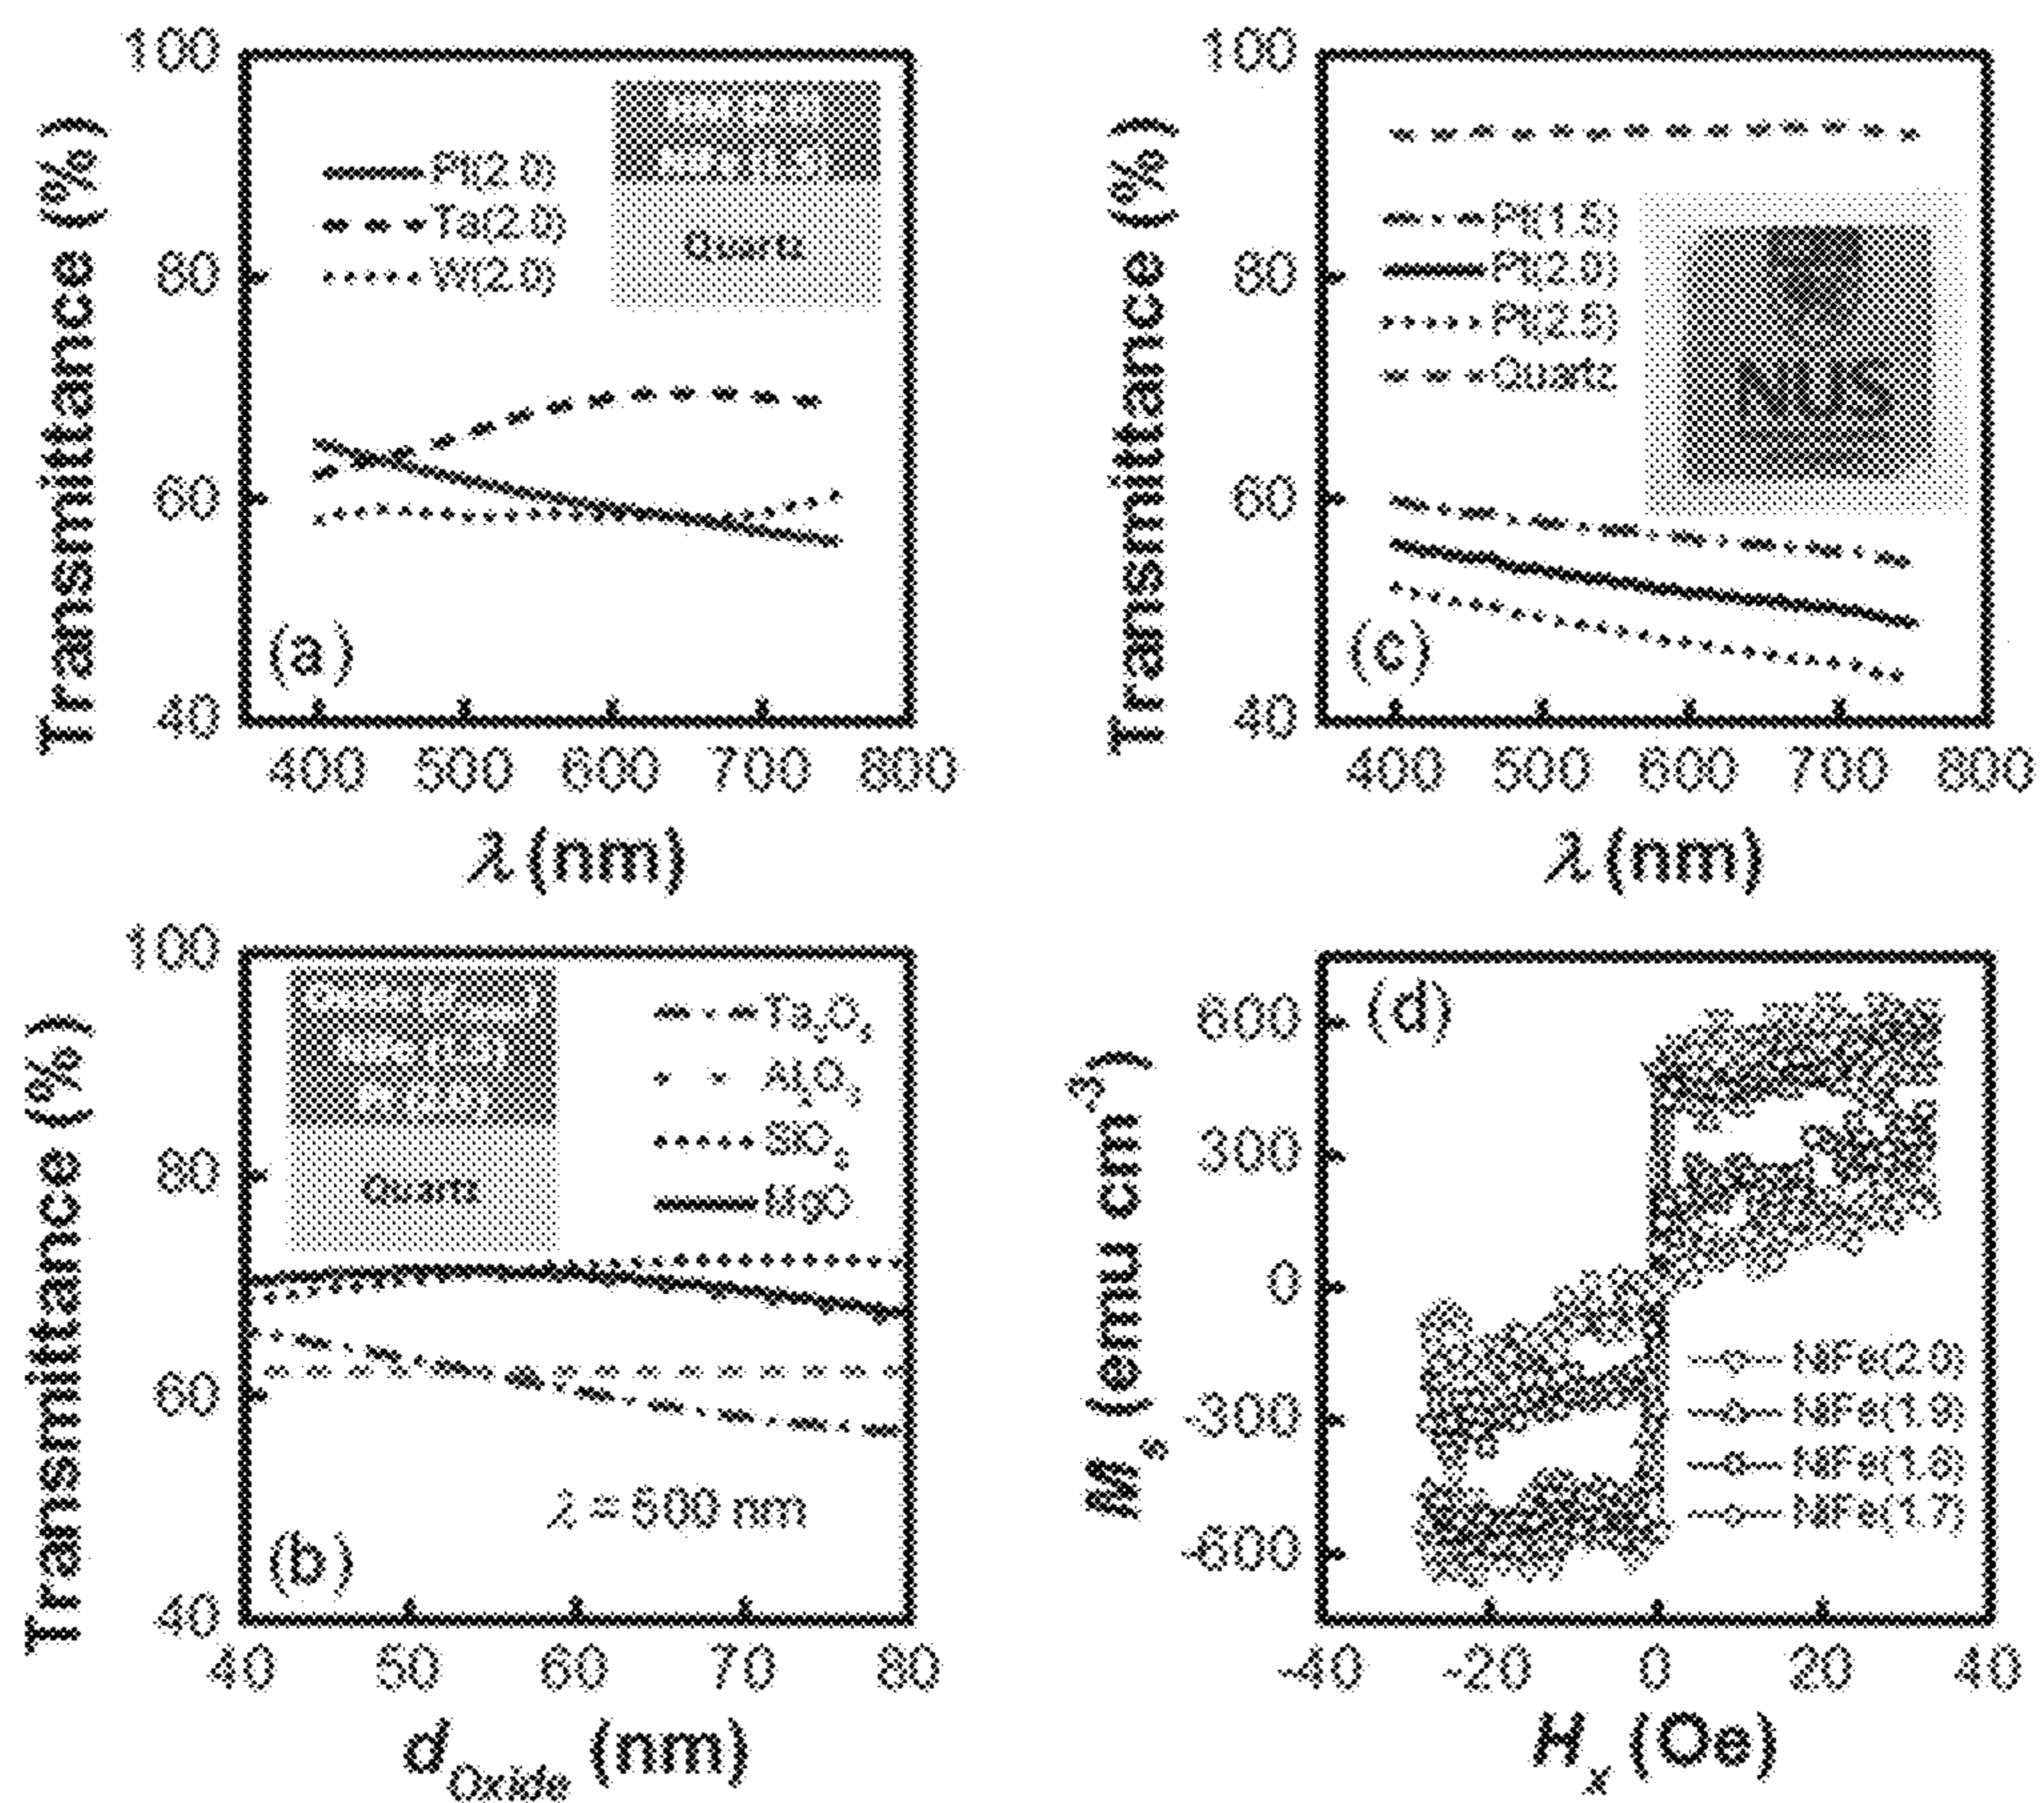 100
80
60
40
Transmittance (%)
Pt(2.0)
Ta(2.0)
W(2.0)
Quartz
(a)
400 500 600 700 800
λ (nm)
100
80
60
40
Transmittance (%)
Pt(1.5)
Pt(2.0)
Pt(2.5)
Quartz
NUS
(c)
400 500 600 700 800
λ (nm)
100
80
60
40
Transmittance (%)
Quartz
Ta₂O₅
Al₂O₃
SiO₂
MgO
λ = 600 nm
(b)
40 50 60 70 80
d Oxide (nm)
(d)
600
300
0
-300
-600
Mₛ (emu cm³)
NiFe(2.0)
NiFe(1.9)
NiFe(1.8)
NiFe(1.7)
-40 -20 0 20 40
Hₓ (Oe)